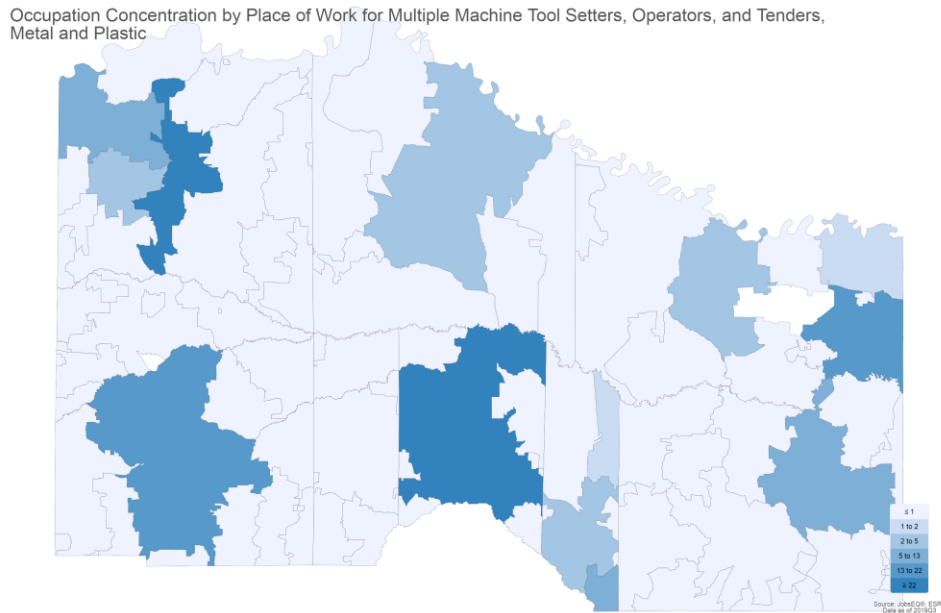 Occupation Concentration by Place of Work for Multiple Machine Tool Setters, Operators, and Tenders,
Metal and Plastic
≤ 1
1 to 2
2 to 5
5 to 13
13 to 22
≥ 22
Source: JobsEQ®, ESR
Data as of 2019Q3